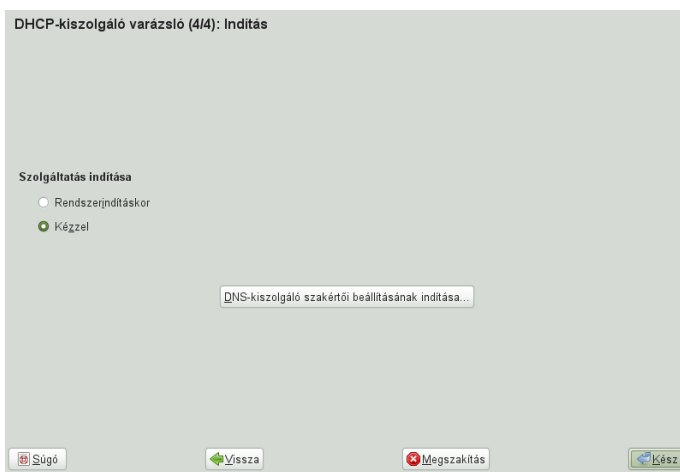 DHCP-kiszolgáló varázsló (4/4): Indítás
Szolgáltatás indítása
Rendszerindításkor
Kézzel
DNS-kiszolgáló szakértői beállításának indítása...
Súgó
Vissza
Megszakítás
Kész